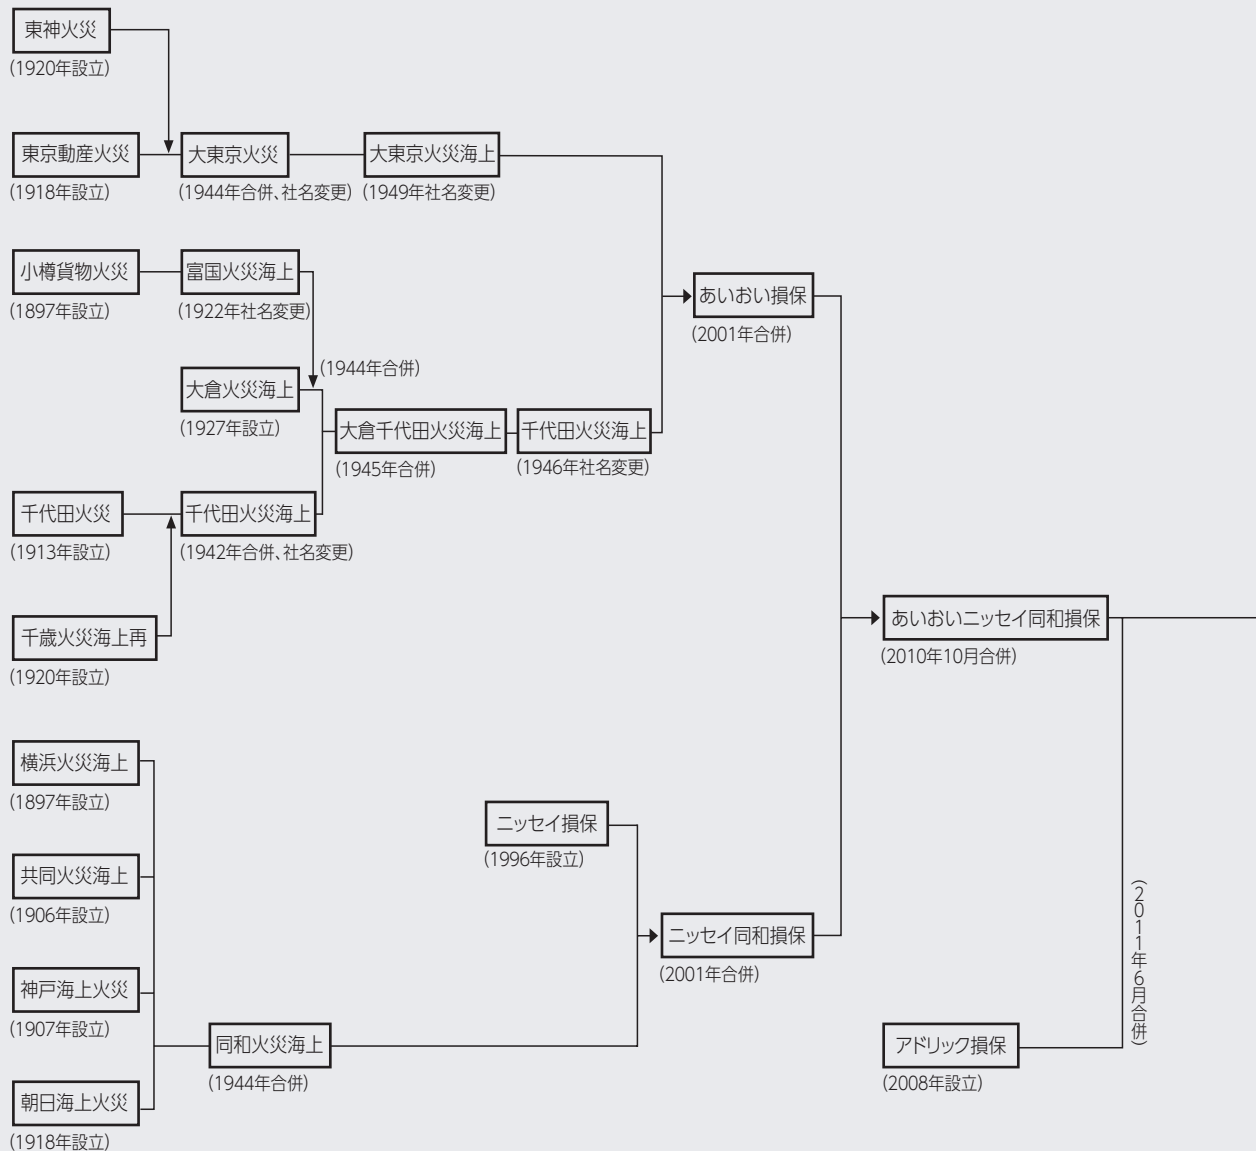 東神火災
(1920年設立)
東京動産火災
(1918年設立)
大東京火災
(1944年合併、社名変更)
大東京火災海上
(1949年社名変更)
小樽貨物火災
(1897年設立)
富国火災海上
(1922年社名変更)
あいおい損保
(2001年合併)
(1944年合併)
大倉火災海上
(1927年設立)
大倉千代田火災海上
(1945年合併)
千代田火災海上
(1946年社名変更)
千代田火災
(1913年設立)
千代田火災海上
(1942年合併、社名変更)
千歳火災海上再
(1920年設立)
あいおいニッセイ同和損保
(2010年10月合併)
横浜火災海上
(1897年設立)
ニッセイ損保
(1996年設立)
共同火災海上
(1906年設立)
ニッセイ同和損保
(2001年合併)
(2011年6月合併)
神戸海上火災
(1907年設立)
同和火災海上
(1944年合併)
アドリック損保
(2008年設立)
朝日海上火災
(1918年設立)